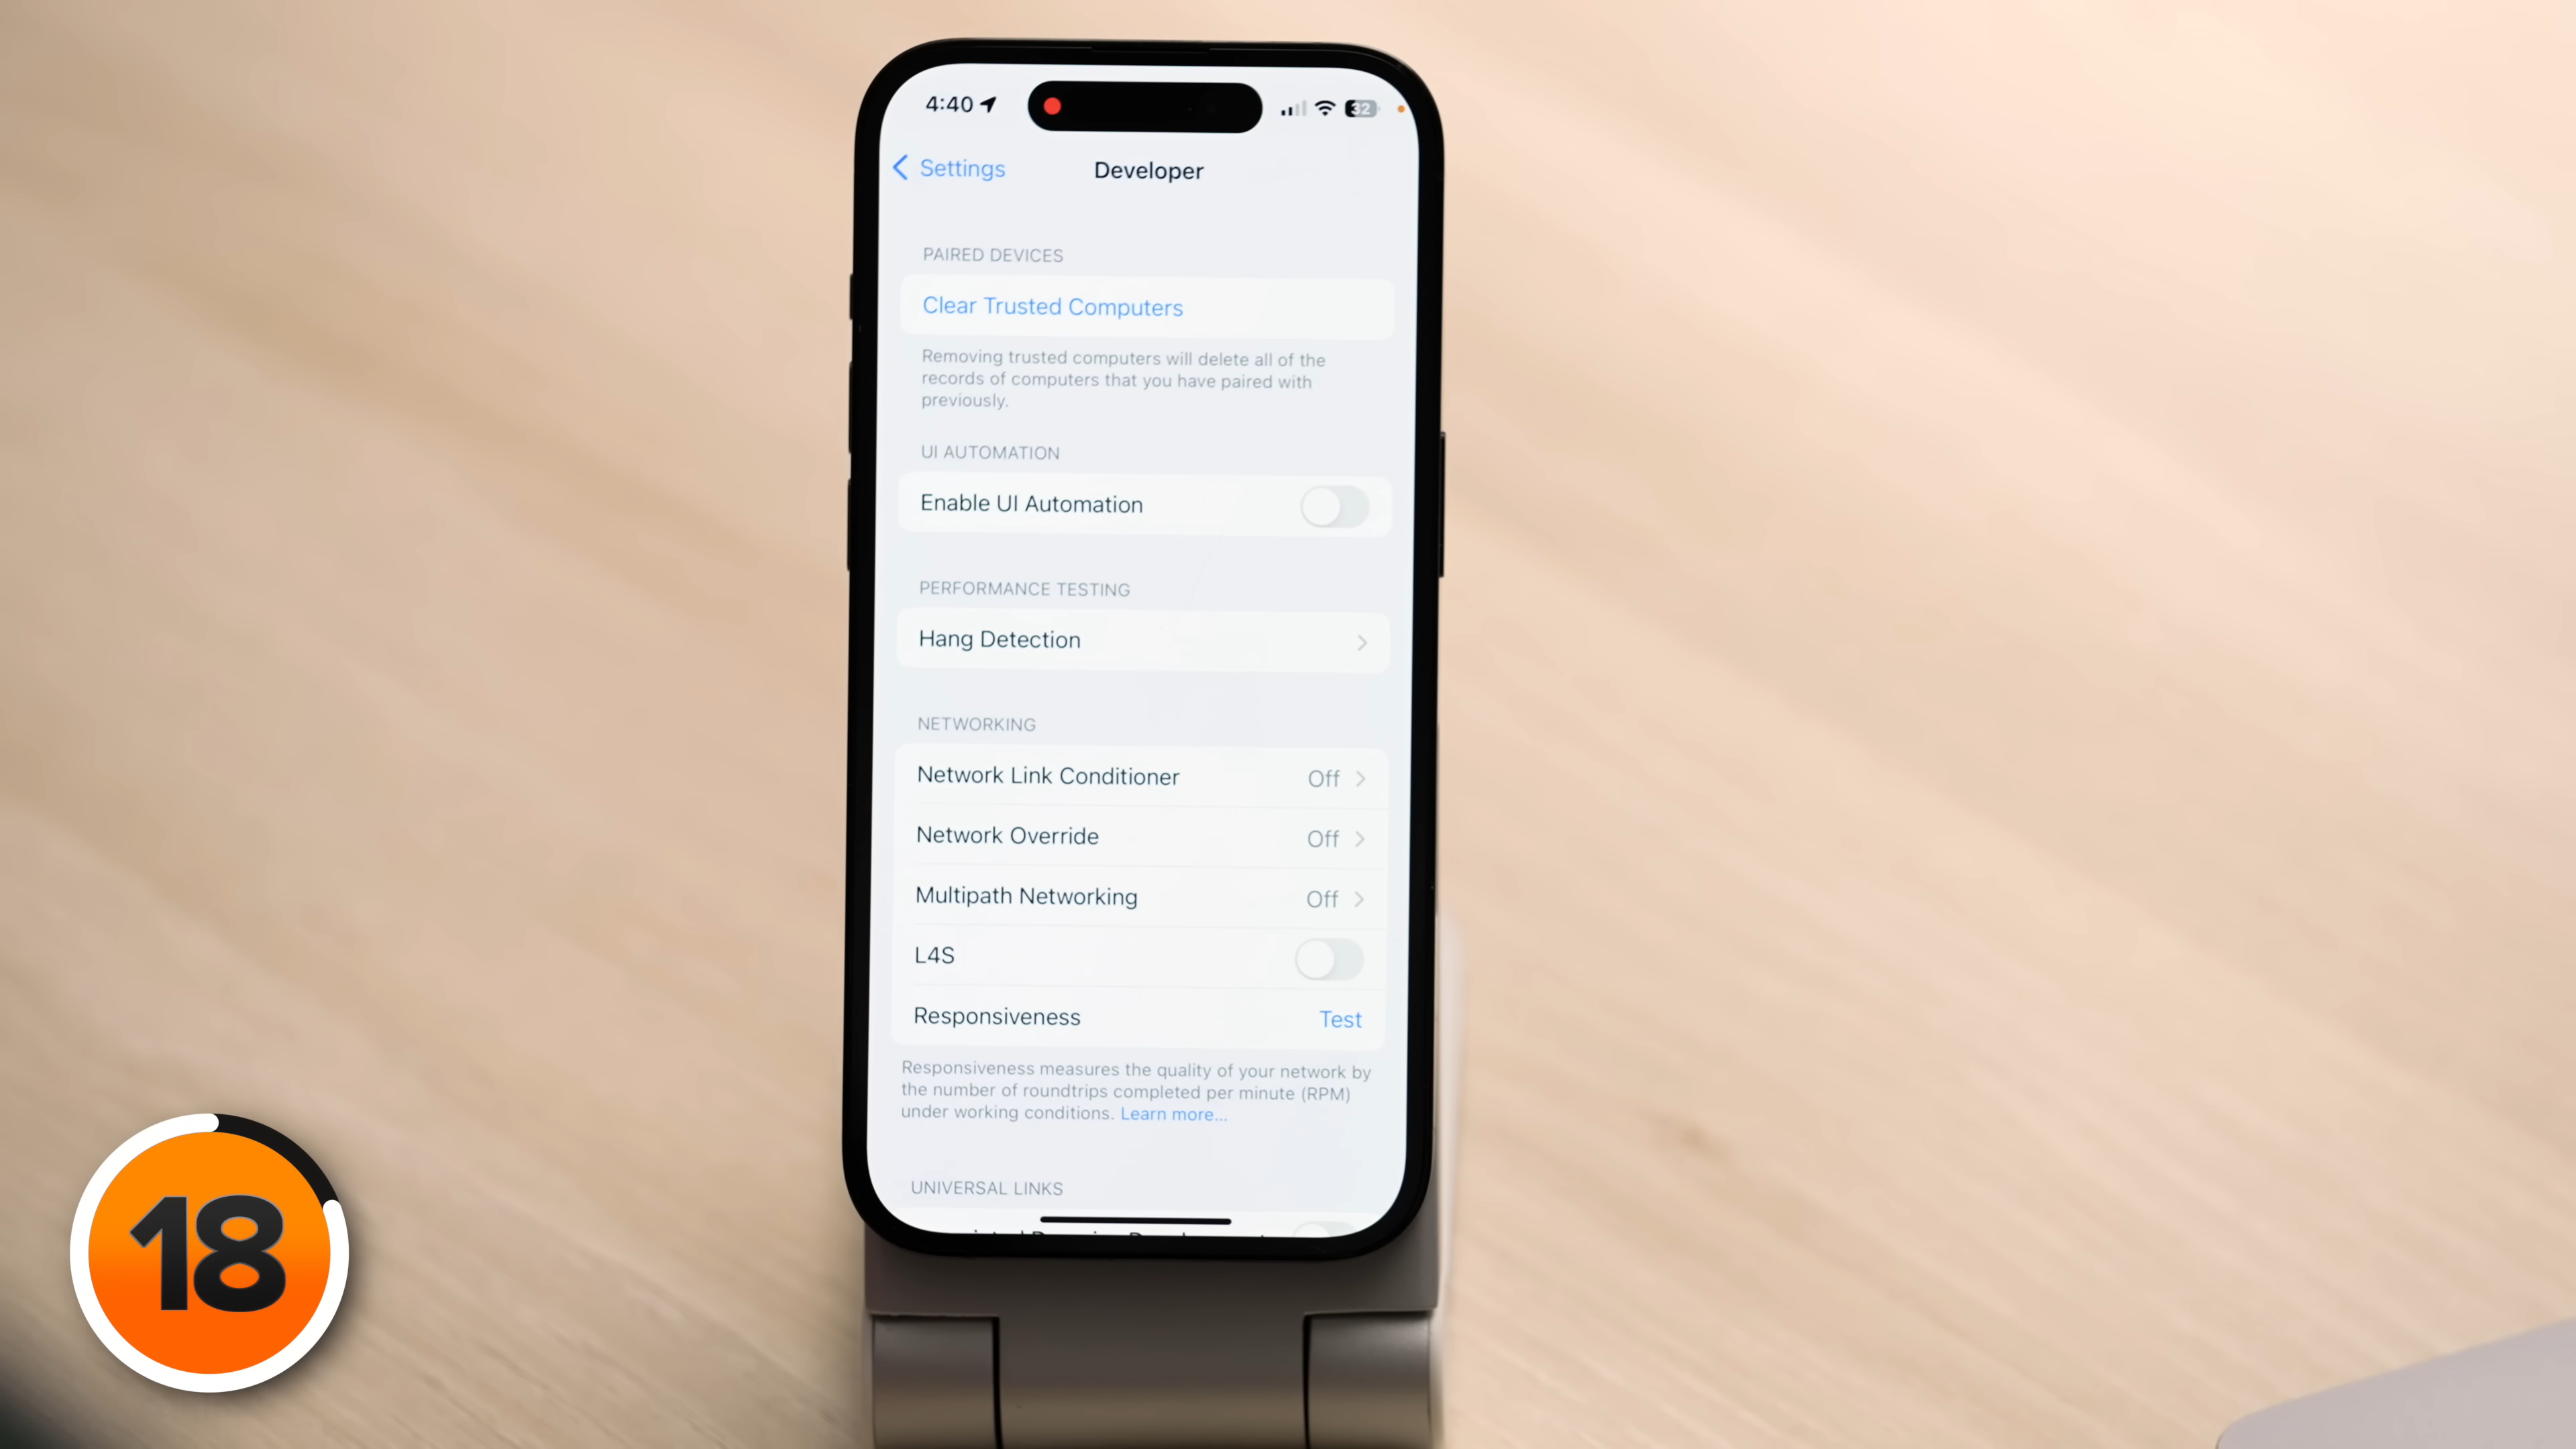 4:40
32
Settings
Developer
PAIRED DEVICES
Clear Trusted Computers
Removing trusted computers will delete all of the
records of computers that you have paired with
previously.
UI AUTOMATION
Enable UI Automation
PERFORMANCE TESTING
Hang Detection
NETWORKING
Network Link Conditioner Off
Network Override Off
Multipath Networking Off
L4S
Responsiveness Test
Responsiveness measures the quality of your network by
the number of roundtrips completed per minute (RPM)
under working conditions. Learn more...
UNIVERSAL LINKS
18